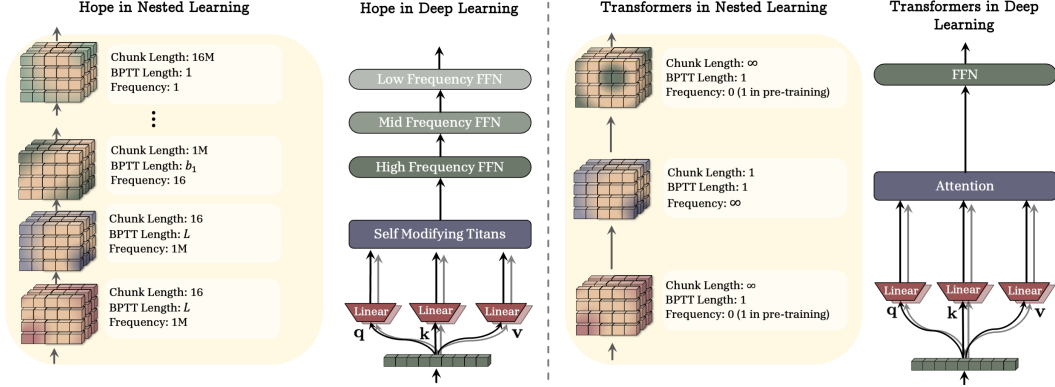 Hope in Nested Learning
Chunk Length: 16M
BPTT Length: 1
Frequency: 1
Chunk Length: 1M
BPTT Length: b₁
Frequency: 16
Chunk Length: 16
BPTT Length: L
Frequency: 1M
Chunk Length: 16
BPTT Length: L
Frequency: 1M
Hope in Deep Learning
Low Frequency FFN
Mid Frequency FFN
High Frequency FFN
Self Modifying Titans
Linear Linear Linear
q k v
Transformers in Nested Learning
Chunk Length: ∞
BPTT Length: 1
Frequency: 0 (1 in pre-training)
Chunk Length: 1
BPTT Length: 1
Frequency: ∞
Chunk Length: ∞
BPTT Length: 1
Frequency: 0 (1 in pre-training)
Transformers in Deep
Learning
FFN
Attention
Linear Linear Linear
q k v